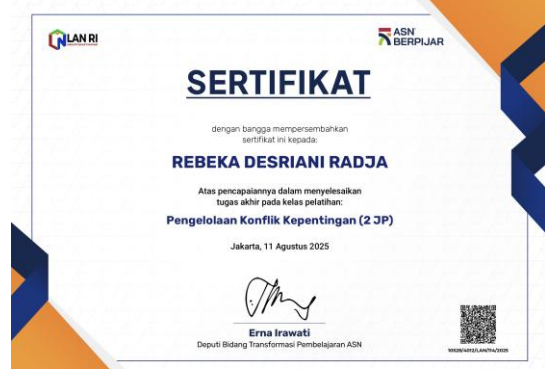 LAN RI
ASN
BERPIJAR
SERTIFIKAT
dengan bangga mempersembahkan
sertifikat ini kepada:
REBEKA DESRIANI RADJA
Atas pencapaiannya dalam menyelesaikan
tugas akhir pada kelas pelatihan:
Pengelolaan Konflik Kepentingan (2 JP)
Jakarta, 11 Agustus 2025
Erna Irawati
Deputi Bidang Transformasi Pembelajaran ASN